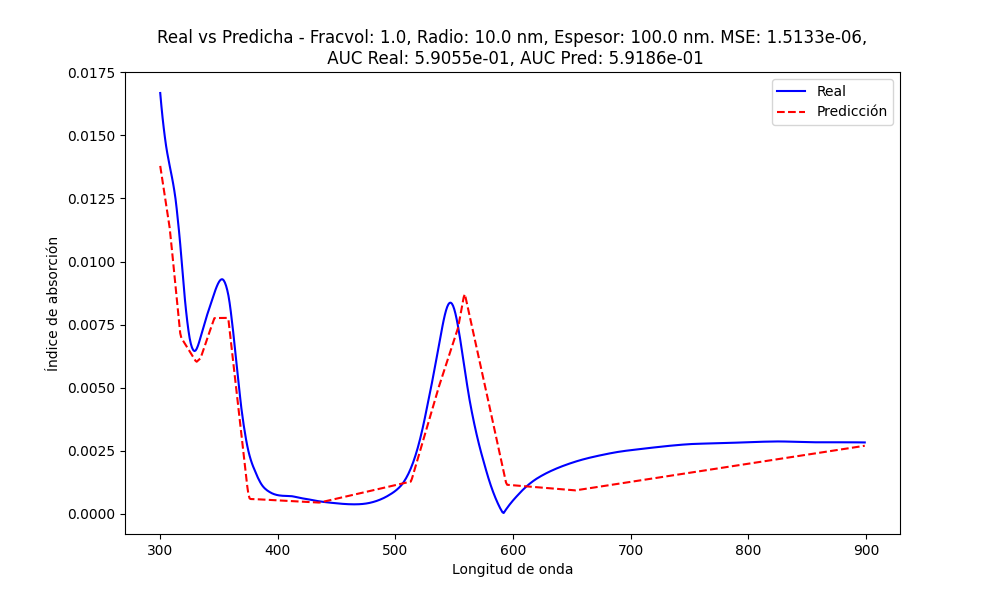 Real vs Predicha - Fracvol: 1.0, Radio: 10.0 nm, Espesor: 100.0 nm. MSE: 1.5133e-06,
AUC Real: 5.9055e-01, AUC Pred: 5.9186e-01
Real
Predicción
0.0175
0.0150
0.0125
0.0100
0.0075
0.0050
0.0025
0.0000
Índice de absorción
300 400 500 600 700 800 900
Longitud de onda